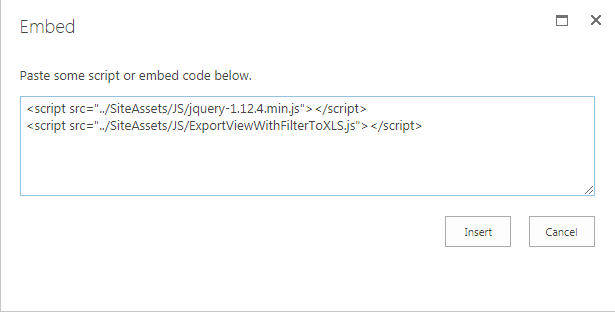 Embed
Paste some script or embed code below.
<script src="../SiteAssets/JS/jquery-1.12.4.min.js"></script>
<script src="../SiteAssets/JS/ExportViewWithFilterToXLS.js"></script>
Insert Cancel